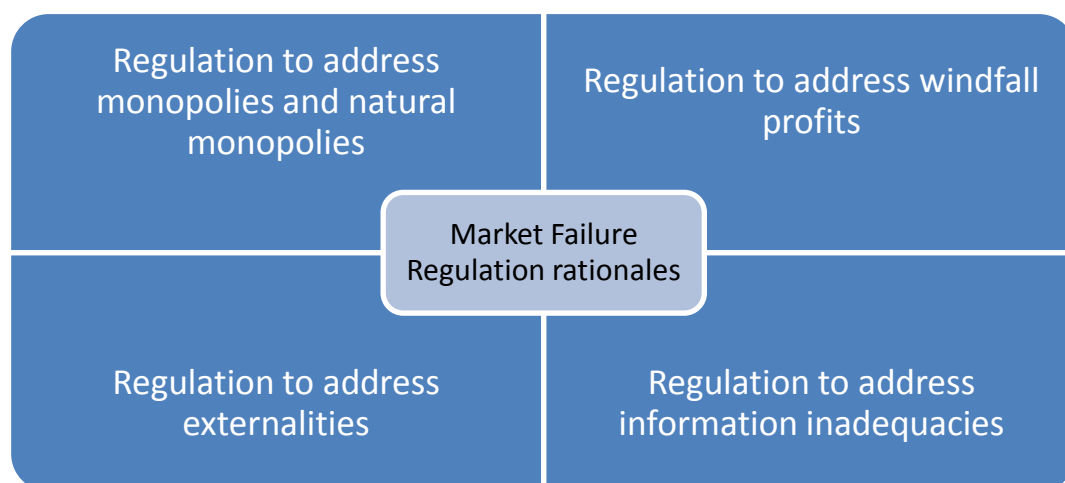 Regulation to address
monopolies and natural
monopolies
Regulation to address windfall
profits
Market Failure
Regulation rationales
Regulation to address
externalities
Regulation to address
information inadequacies